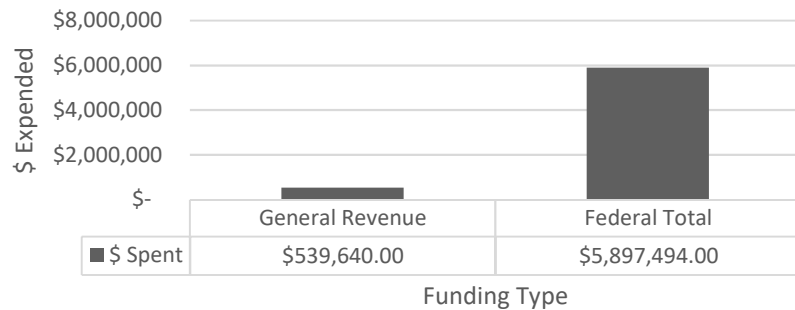 $8,000,000
$6,000,000
$4,000,000
$2,000,000
$-
$ Expended
General Revenue Federal Total
$ Spent $539,640.00 $5,897,494.00
Funding Type